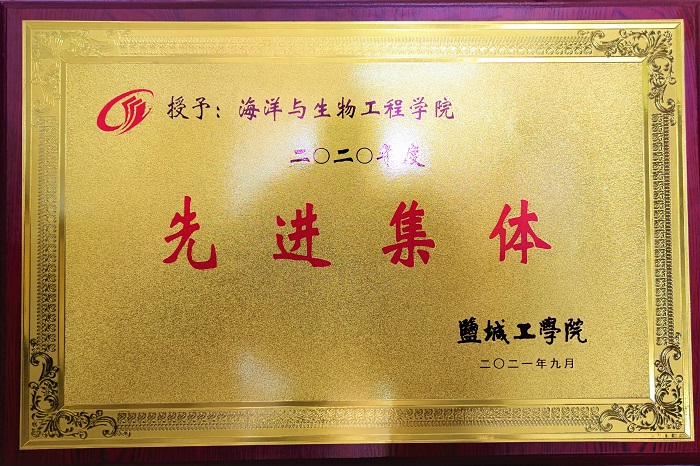 授予：海洋与生物工程学院
二〇二〇年度
先进集体
鹽城工學院
二〇二一年九月